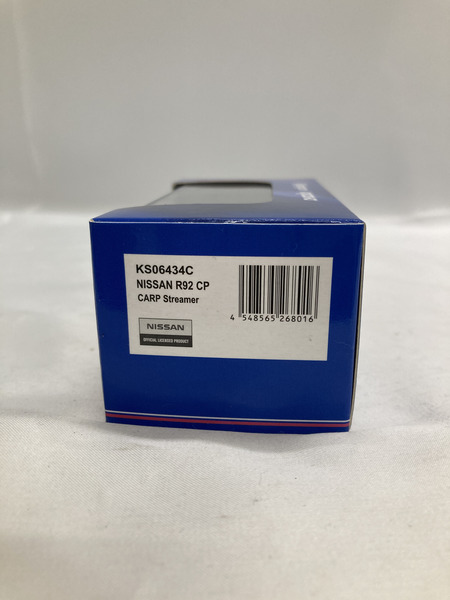 KS06434C
NISSAN R92 CP
CARP Streamer
NISSAN
OFFICIAL LICENSED PRODUCT
4 548565 268016